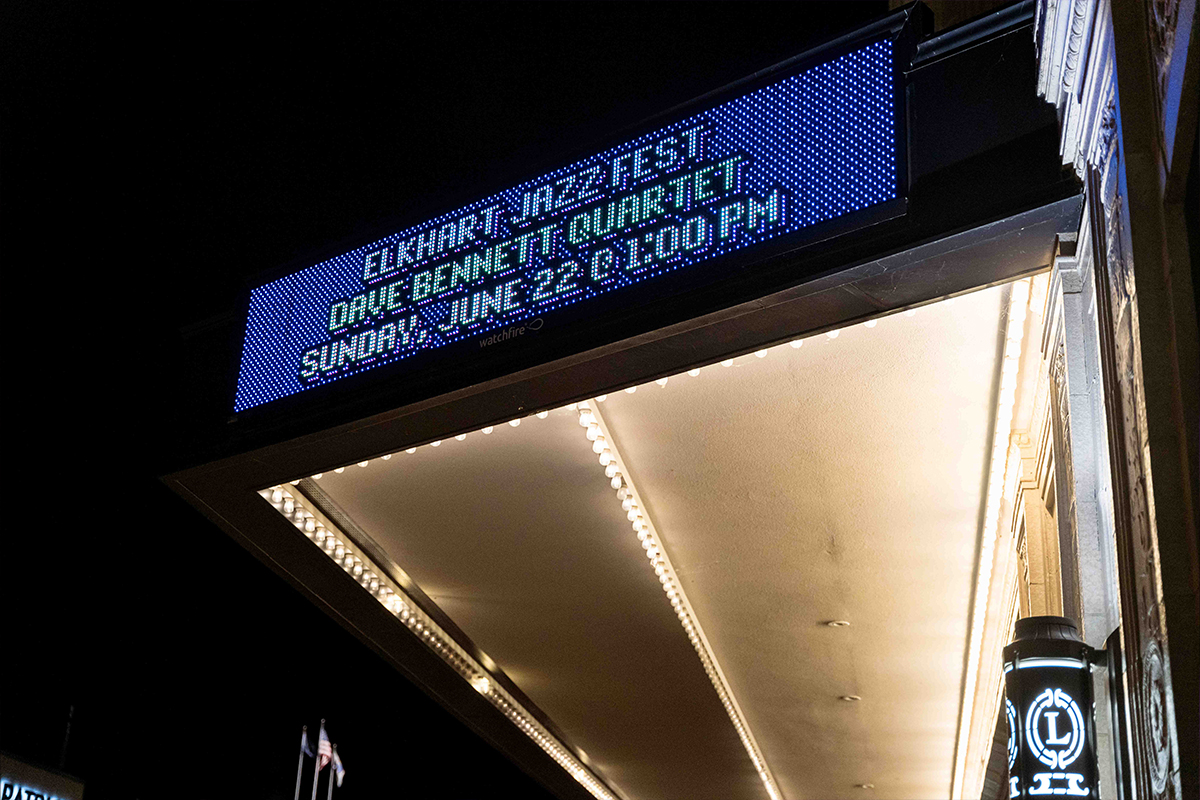 ELKHART JAZZ FEST
DAVE BENNETT QUARTET
SUNDAY, JUNE 22 @ 1:00 PM
watchfire
L